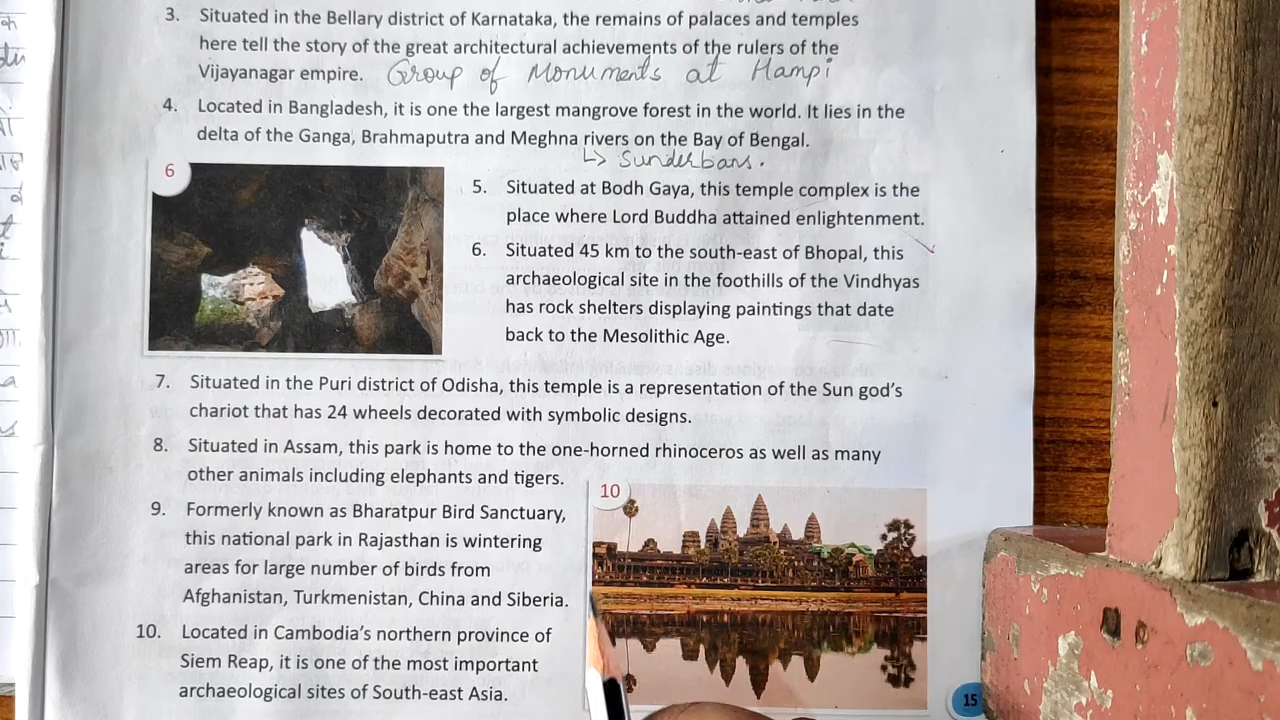 3. Situated in the Bellary district of Karnataka, the remains of palaces and temples
here tell the story of the great architectural achievements of the rulers of the
Vijayanagar empire. Group of Monuments at Hampi
4. Located in Bangladesh, it is one the largest mangrove forest in the world. It lies in the
delta of the Ganga, Brahmaputra and Meghna rivers on the Bay of Bengal.
↳ Sunderbans.
6
5. Situated at Bodh Gaya, this temple complex is the
place where Lord Buddha attained enlightenment.
6. Situated 45 km to the south-east of Bhopal, this
archaeological site in the foothills of the Vindhyas
has rock shelters displaying paintings that date
back to the Mesolithic Age.
7. Situated in the Puri district of Odisha, this temple is a representation of the Sun god's
chariot that has 24 wheels decorated with symbolic designs.
8. Situated in Assam, this park is home to the one-horned rhinoceros as well as many
other animals including elephants and tigers.
9. Formerly known as Bharatpur Bird Sanctuary,
this national park in Rajasthan is wintering
areas for large number of birds from
Afghanistan, Turkmenistan, China and Siberia.
10. Located in Cambodia's northern province of
Siem Reap, it is one of the most important
archaeological sites of South-east Asia.
10
15